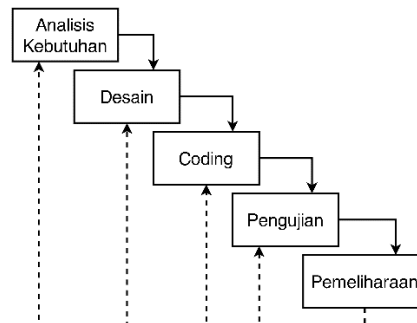 Analisis
Kebutuhan
Desain
Coding
Pengujian
Pemeliharaan